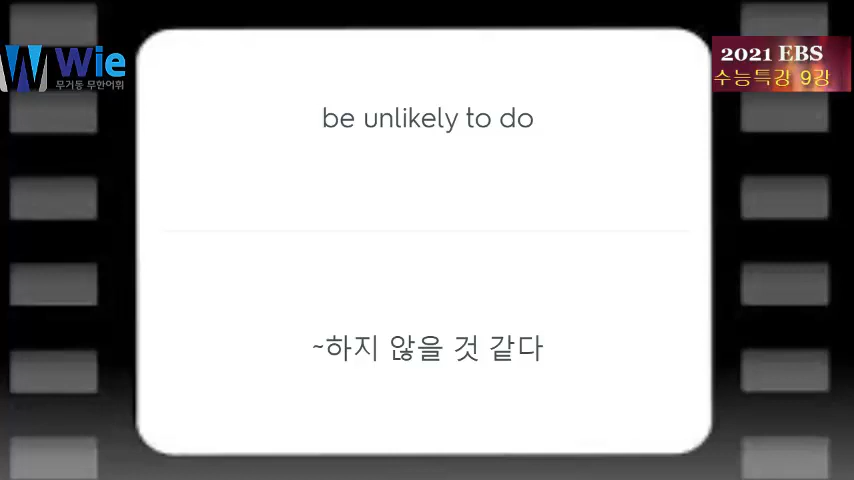 Wie
무거동 무한어휘
2021 EBS
수능특강 9강
be unlikely to do
~하지 않을 것 같다